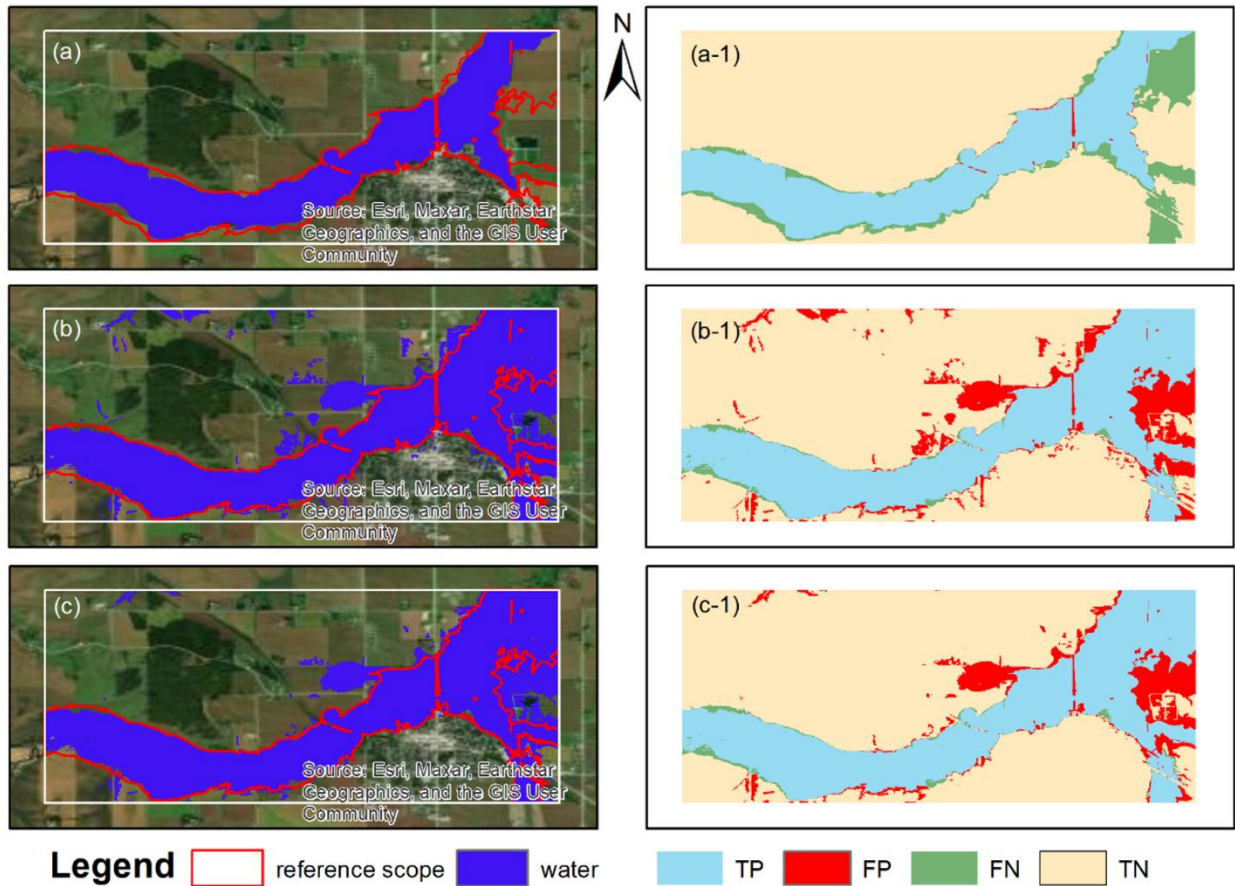 (a)
N
(a-1)
Source: Esri, Maxar, Earthstar
Geographics, and the GIS User
Community
(b)
(b-1)
Source: Esri, Maxar, Earthstar
Geographics, and the GIS User
Community
(c)
(c-1)
Source: Esri, Maxar, Earthstar
Geographics, and the GIS User
Community
Legend reference scope water TP FP FN TN